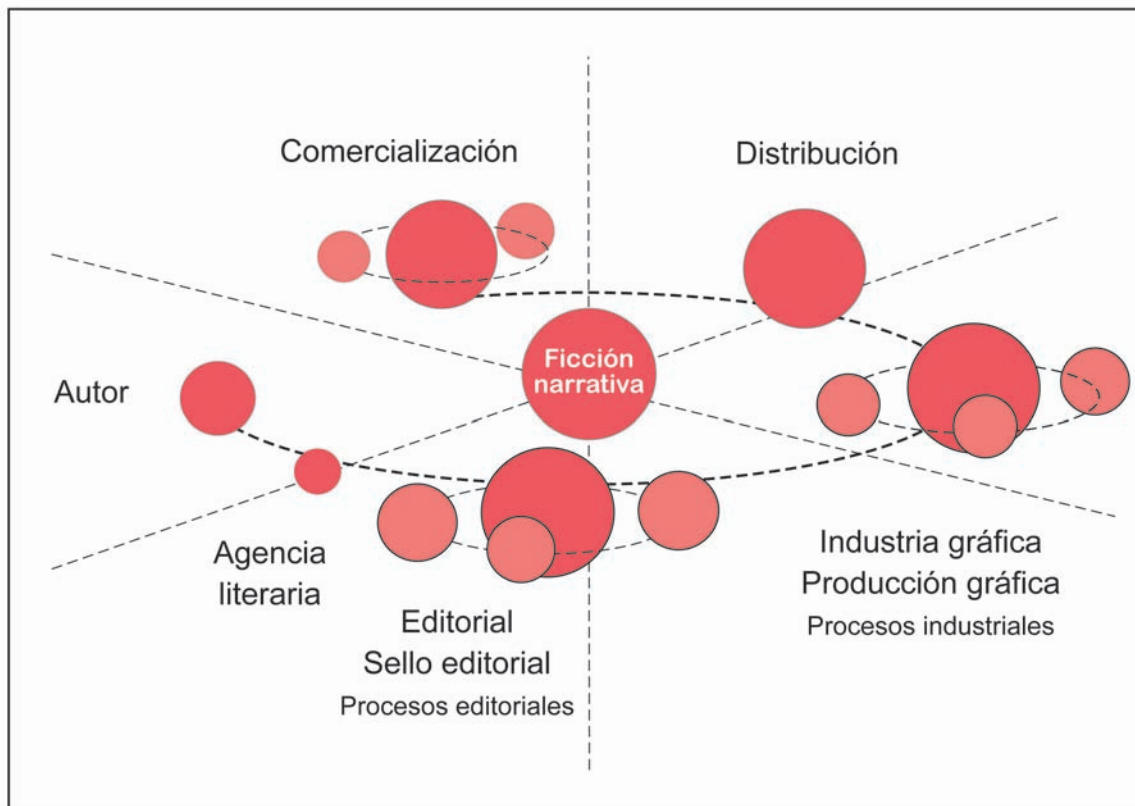 Comercialización
Distribución
Ficción
narrativa
Autor
Agencia
literaria
Editorial
Sello editorial
Procesos editoriales
Industria gráfica
Producción gráfica
Procesos industriales